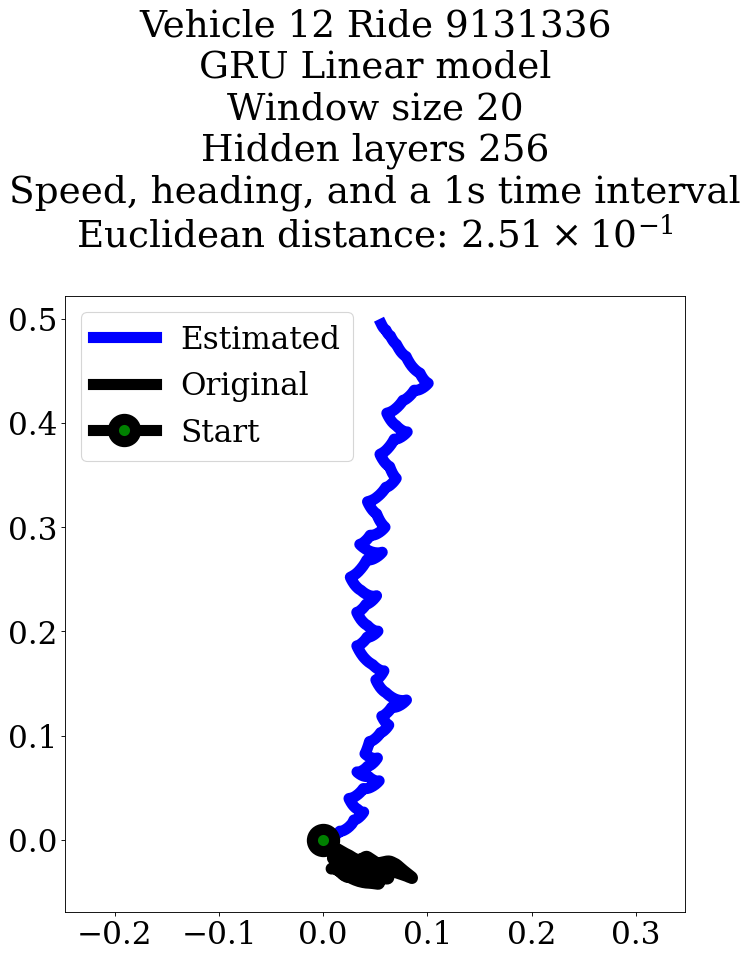 Vehicle 12 Ride 9131336
GRU Linear model
Window size 20
Hidden layers 256
Speed, heading, and a 1s time interval
Euclidean distance: 2.51 × 10⁻¹
Estimated
Original
Start
0.5
0.4
0.3
0.2
0.1
0.0
−0.2 −0.1 0.0 0.1 0.2 0.3